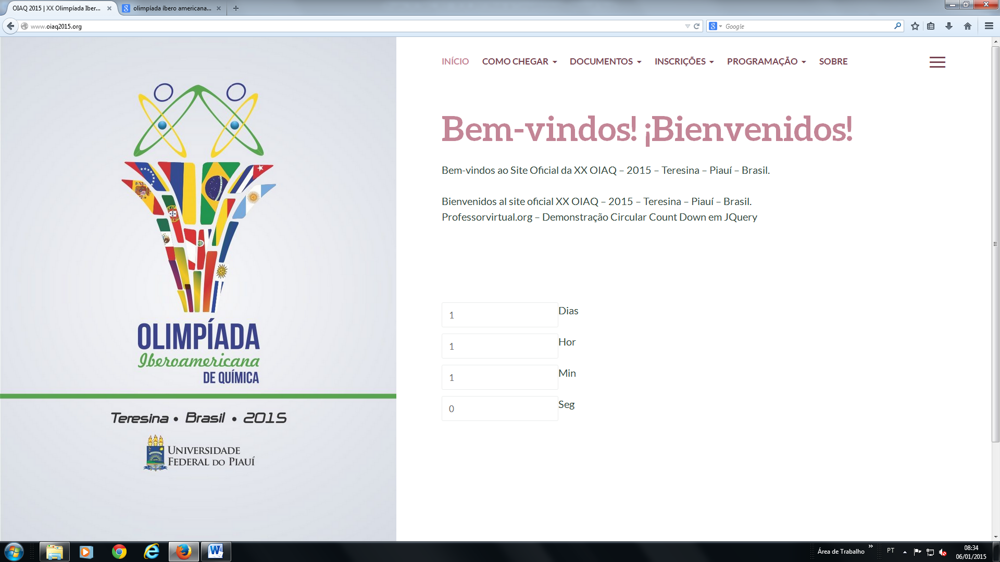 OIAQ 2015 | XX Olimpíada Iber...
olimpíada íbero americana...
www.oiaq2015.org
Google
INÍCIO COMO CHEGAR DOCUMENTOS INSCRIÇÕES PROGRAMAÇÃO SOBRE
Bem-vindos! ¡Bienvenidos!
Bem-vindos ao Site Oficial da XX OIAQ – 2015 – Teresina – Piauí – Brasil.
Bienvenidos al site oficial XX OIAQ – 2015 – Teresina – Piauí – Brasil.
Professorvirtual.org – Demonstração Circular Count Down em JQuery
1 Dias
1 Hor
1 Min
0 Seg
OLIMPÍADA
Iberoamericana
DE QUÍMICA
Teresina • Brasil • 2015
UNIVERSIDADE
FEDERAL DO PIAUÍ
Área de Trabalho
PT
08:34
06/01/2015